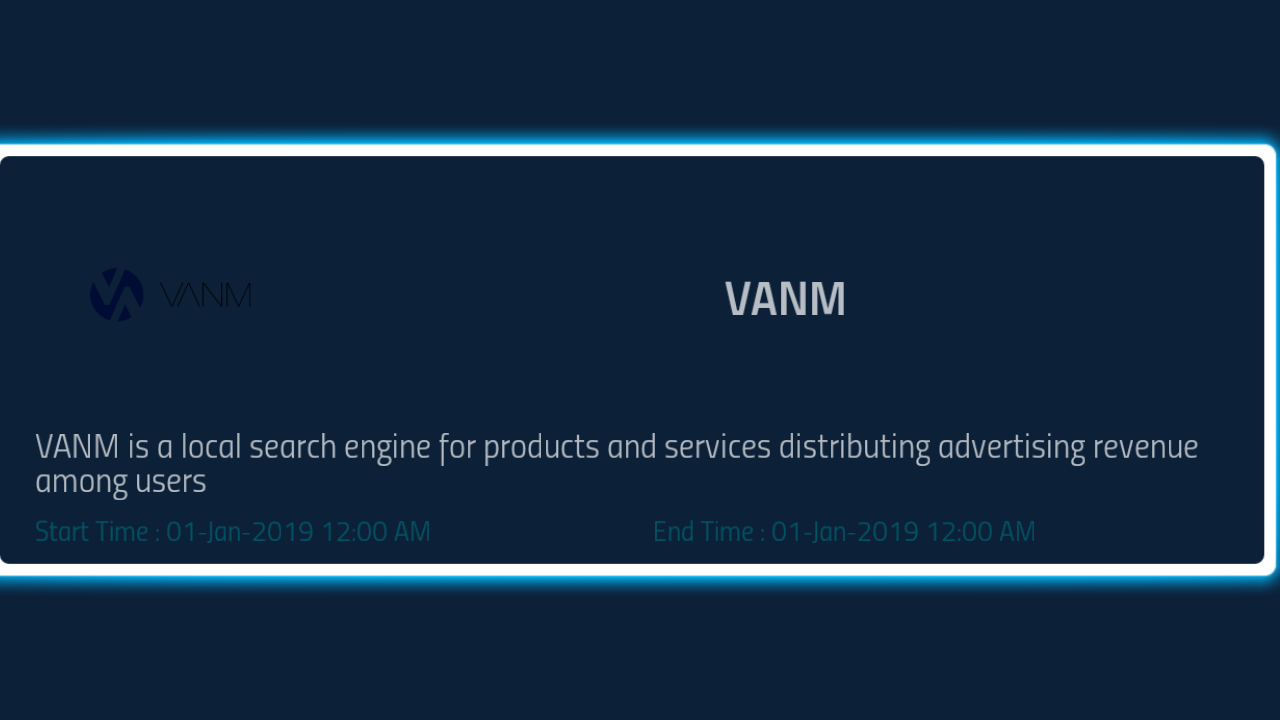 VANM
VANM
VANM is a local search engine for products and services distributing advertising revenue
among users
Start Time : 01-Jan-2019 12:00 AM
End Time : 01-Jan-2019 12:00 AM